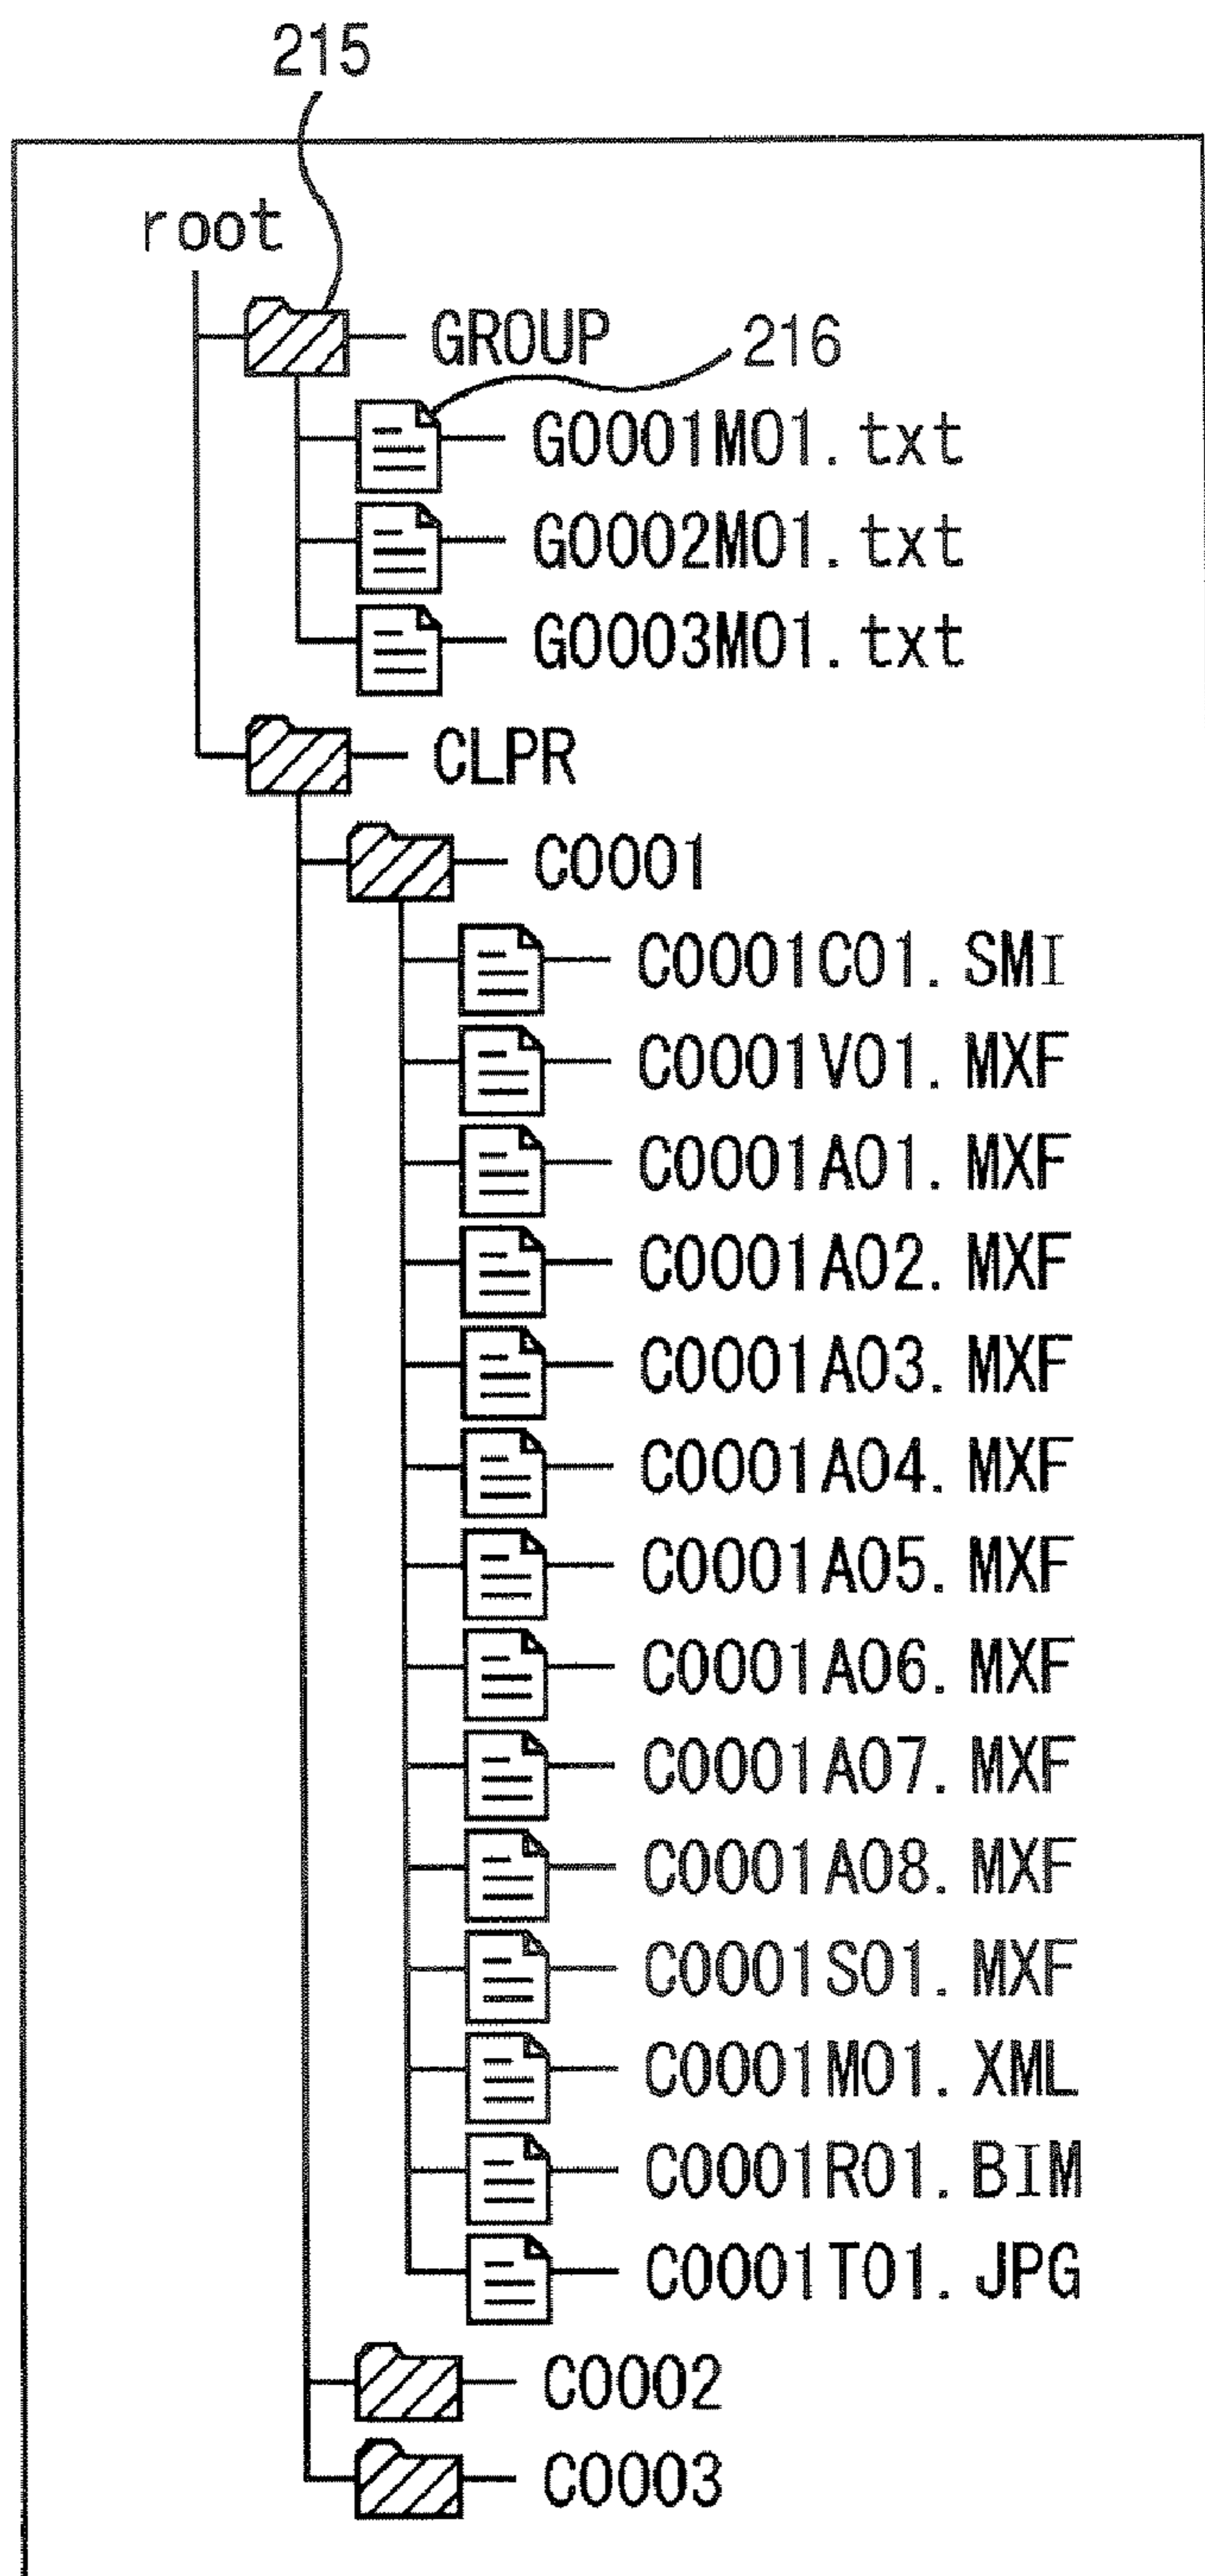 215
root
GROUP
216
G0001M01.txt
G0002M01.txt
G0003M01.txt
CLPR
C0001
C0001C01.SMI
C0001V01.MXF
C0001A01.MXF
C0001A02.MXF
C0001A03.MXF
C0001A04.MXF
C0001A05.MXF
C0001A06.MXF
C0001A07.MXF
C0001A08.MXF
C0001S01.MXF
C0001M01.XML
C0001R01.BIM
C0001T01.JPG
C0002
C0003